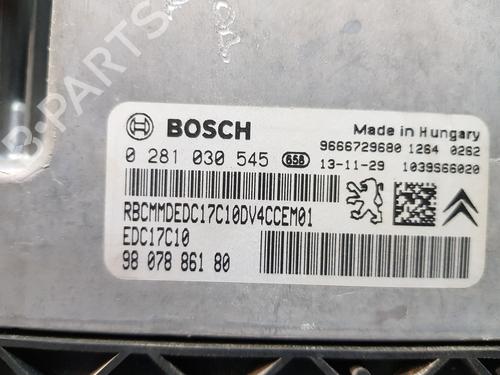 B-PARTS
BOSCH
Made in Hungary
0 281 030 545 658
9666729680 1264 0262
13-11-29 1039S66020
RBCMMDEDC17C10DV4CCEM01
EDC17C10
98 078 861 80